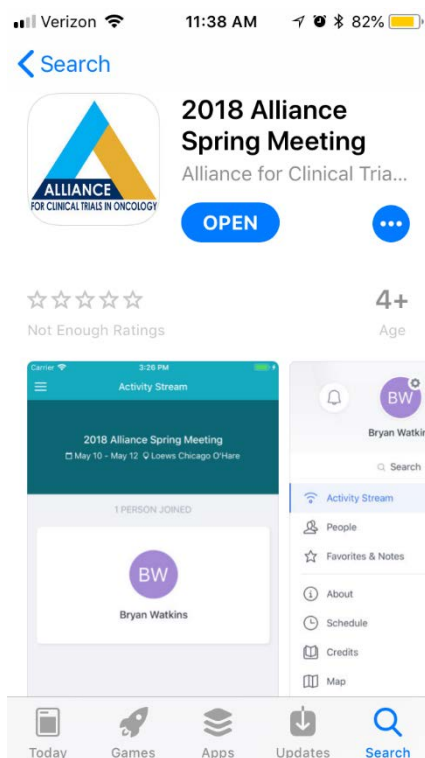 Verizon 11:38 AM 82%
Search
2018 Alliance
Spring Meeting
Alliance for Clinical Tria...
ALLIANCE
FOR CLINICAL TRIALS IN ONCOLOGY
OPEN
4+
Not Enough Ratings
Age
Carrier 3:26 PM
Activity Stream
2018 Alliance Spring Meeting
May 10 - May 12 Loews Chicago O'Hare
1 PERSON JOINED
BW
Bryan Watkins
BW
Bryan Watkin
Search
Activity Stream
People
Favorites & Notes
About
Schedule
Credits
Map
Today Games Apps Updates Search